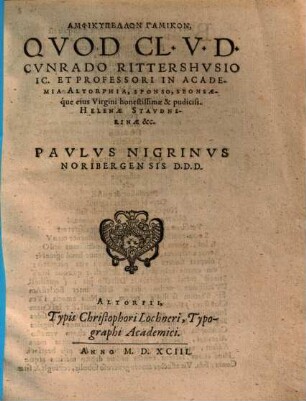 ΑΜΦΙΚΥΠΕΛΛΟΝ ΓΑΜΙΚΟΝ,
QVOD CL. V. D.
CVNRADO RITTERSHVSIO
IC. ET PROFESSORI IN ACADE-
MIA ALTORPHIA, SPONSO, SPONSÆ-
que eius Virgini honestissimæ & pudiciss.
HELENÆ STAVDNE-
RINÆ &c.
PAVLVS NIGRINVS
NORIBERGENSIS D.D.D.
ALTORFII,
Typis Christophori Lochneri, Typo-
graphi Academici.
ANNO M. D. XCIII.